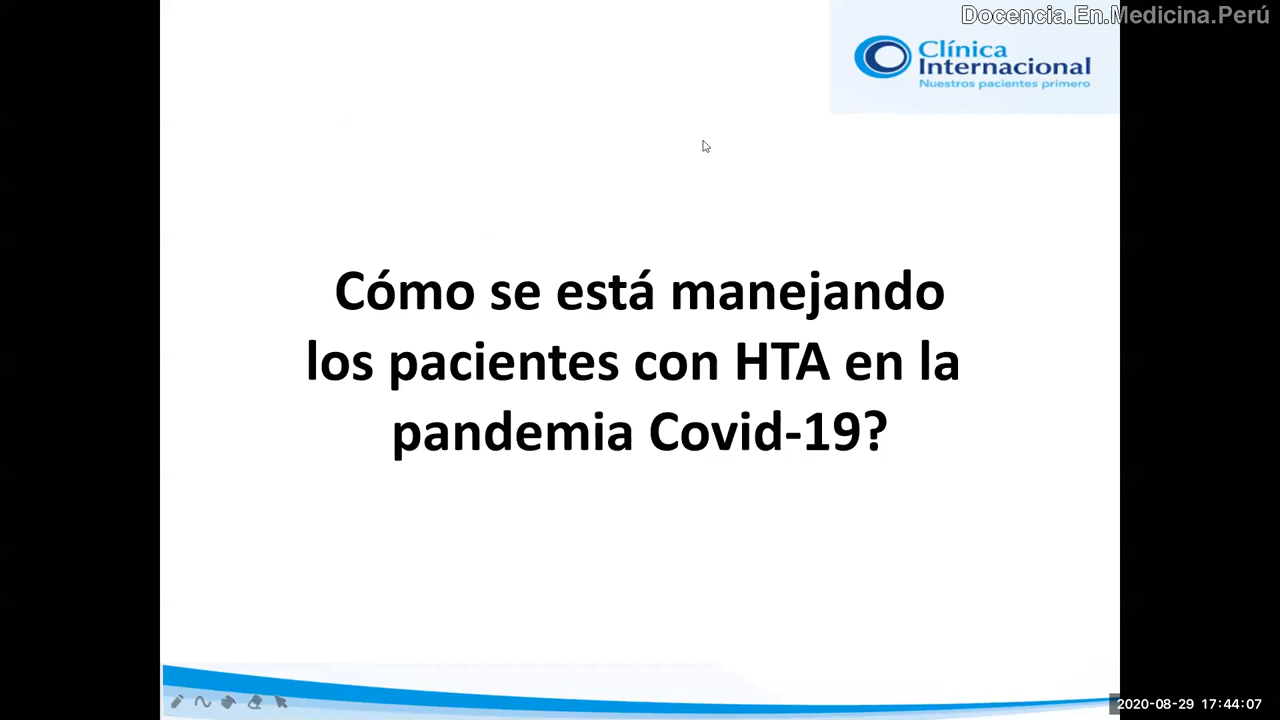 Docencia.En.Medicina.Perú
Clínica
Internacional
Nuestros pacientes primero
Cómo se está manejando
los pacientes con HTA en la
pandemia Covid-19?
2020-08-29 17:44:07